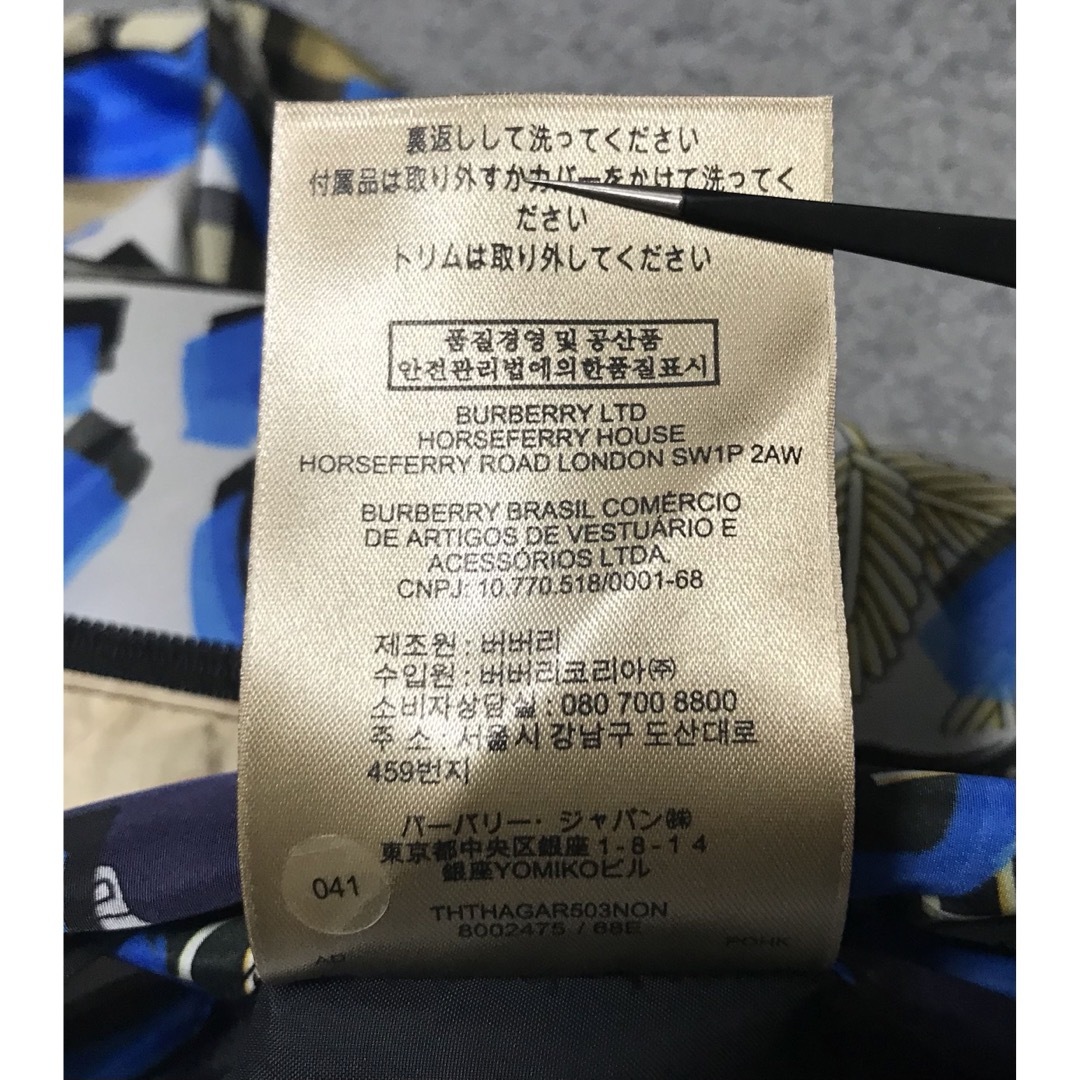 裏返しして洗ってください
付属品は取り外すかカバーをかけて洗ってく
ださい
トリムは取り外してください
품질경영 및 공산품
안전관리법에의한품질표시
BURBERRY LTD
HORSEFERRY HOUSE
HORSEFERRY ROAD LONDON SW1P 2AW
BURBERRY BRASIL COMÉRCIO
DE ARTIGOS DE VESTUÁRIO E
ACESSÓRIOS LTDA.
CNPJ: 10.770.518/0001-68
제조원 : 버버리
수입원 : 버버리코리아㈜
소비자상담실 : 080 700 8800
주 소 : 서울시 강남구 도산대로
459번지
バーバリー・ジャパン㈱
東京都中央区銀座1-8-14
銀座YOMIKOビル
041
THTHAGAR503NON
8002475 / 68E